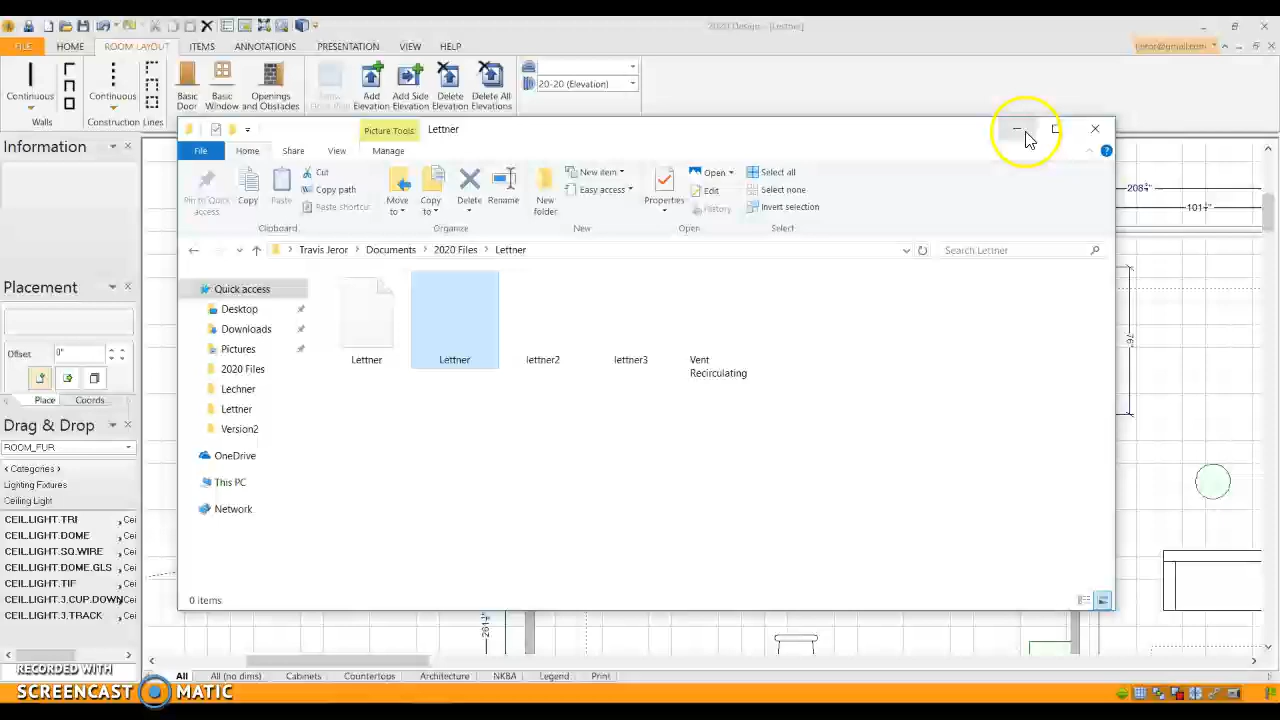 2020 Design - [Lettner]
FILE HOME ROOM LAYOUT ITEMS ANNOTATIONS PRESENTATION VIEW HELP
Continuous Continuous Basic Door Basic Window Openings and Obstacles Add Elevation Add Side Elevation Delete Elevation Delete All Elevations
20-20 (Elevation)
Walls Construction Lines
Picture Tools Lettner
File Home Share View Manage
Information
Pin to Quick access Copy Paste Cut Copy path Paste shortcut
Move to Copy to Delete Rename New folder
New item Easy access
Properties Open Edit History
Select all Select none Invert selection
Clipboard Organize New Open Select
Travis Jeror > Documents > 2020 Files > Lettner
Search Lettner
Quick access
Desktop
Downloads
Pictures
2020 Files
Lechner
Lettner
Version2
OneDrive
This PC
Network
Lettner Lettner lettner2 lettner3 Vent Recirculating
0 items
Placement
Offset 0"
Place Coords
Drag & Drop
ROOM_FUR
< Categories >
Lighting Fixtures
Ceiling Light
CEIL.LIGHT.TRI Cei
CEIL.LIGHT.DOME Cei
CEIL.LIGHT.SQ.WIRE Cei
CEIL.LIGHT.DOME.GLS Cei
CEIL.LIGHT.TIF Cei
CEIL.LIGHT.3.CUP.DOWN Cei
CEIL.LIGHT.3.TRACK Cei
76"
All All (no dims) Cabinets Countertops Architecture NKBA Legend Print
RECORDED WITH
SCREENCAST MATIC